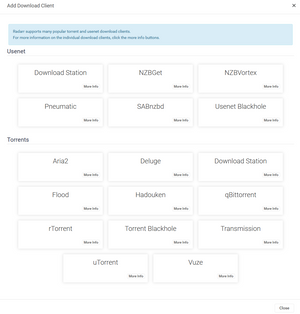 Add Download Client
×
Radarr supports many popular torrent and usenet download clients.
For more information on the individual download clients, click the more info buttons.
Usenet
Download Station
More Info
NZBGet
More Info
NZBVortex
More Info
Pneumatic
More Info
SABnzbd
More Info
Usenet Blackhole
More Info
Torrents
Aria2
More Info
Deluge
More Info
Download Station
More Info
Flood
More Info
Hadouken
More Info
qBittorrent
More Info
rTorrent
More Info
Torrent Blackhole
More Info
Transmission
More Info
uTorrent
More Info
Vuze
More Info
Close